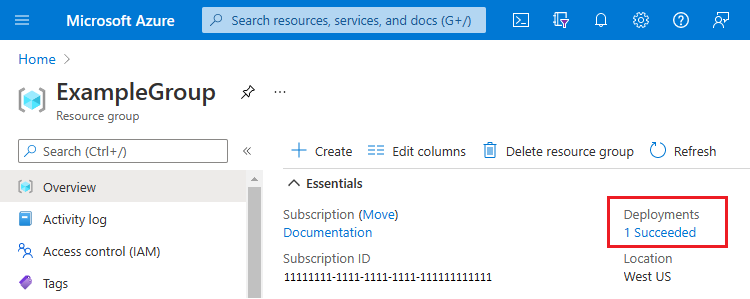 Microsoft Azure
Search resources, services, and docs (G+/)
Home >
ExampleGroup
Resource group
Search (Ctrl+/)
Overview
Activity log
Access control (IAM)
Tags
Create
Edit columns
Delete resource group
Refresh
Essentials
Subscription (Move)
Documentation
Subscription ID
11111111-1111-1111-1111-111111111111
Deployments
1 Succeeded
Location
West US